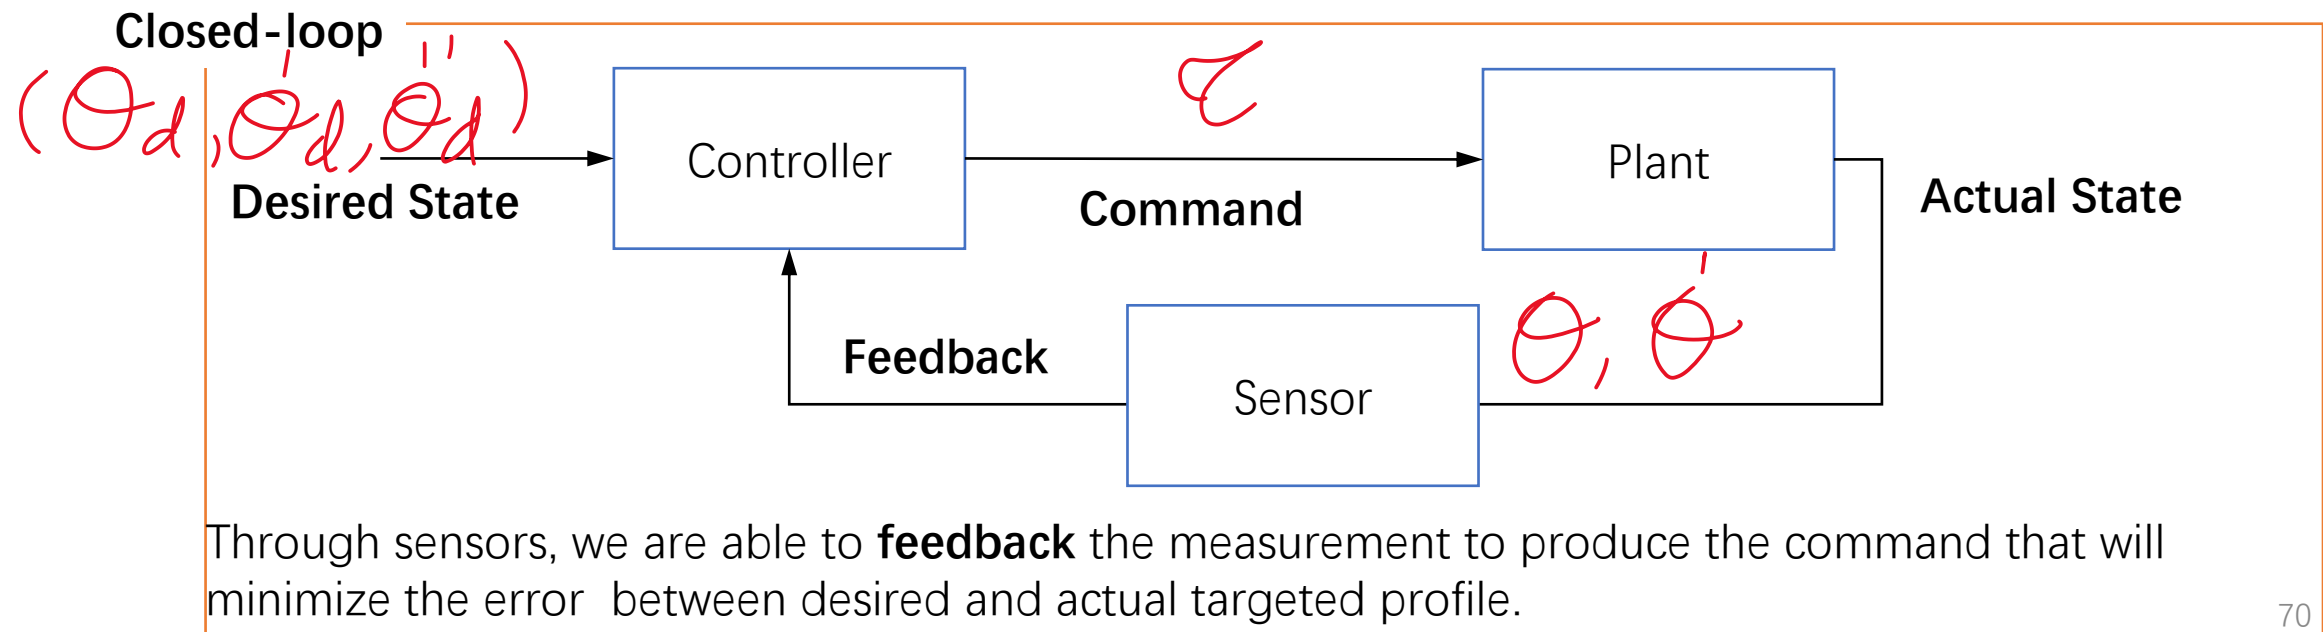 Closed-loop
(θd, θ̇d, θ̈d)
τ
Controller
Plant
Desired State
Command
Actual State
θ, θ̇
Feedback
Sensor
Through sensors, we are able to feedback the measurement to produce the command that will
minimize the error between desired and actual targeted profile.
70